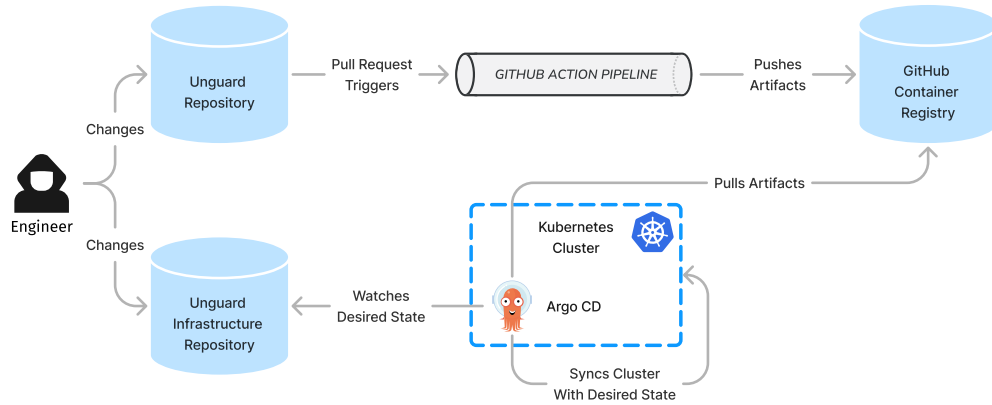 Unguard
Repository
Pull Request
Triggers
GITHUB ACTION PIPELINE
Pushes
Artifacts
GitHub
Container
Registry
Changes
Engineer
Changes
Pulls Artifacts
Kubernetes
Cluster
Unguard
Infrastructure
Repository
Watches
Desired State
Argo CD
Syncs Cluster
With Desired State